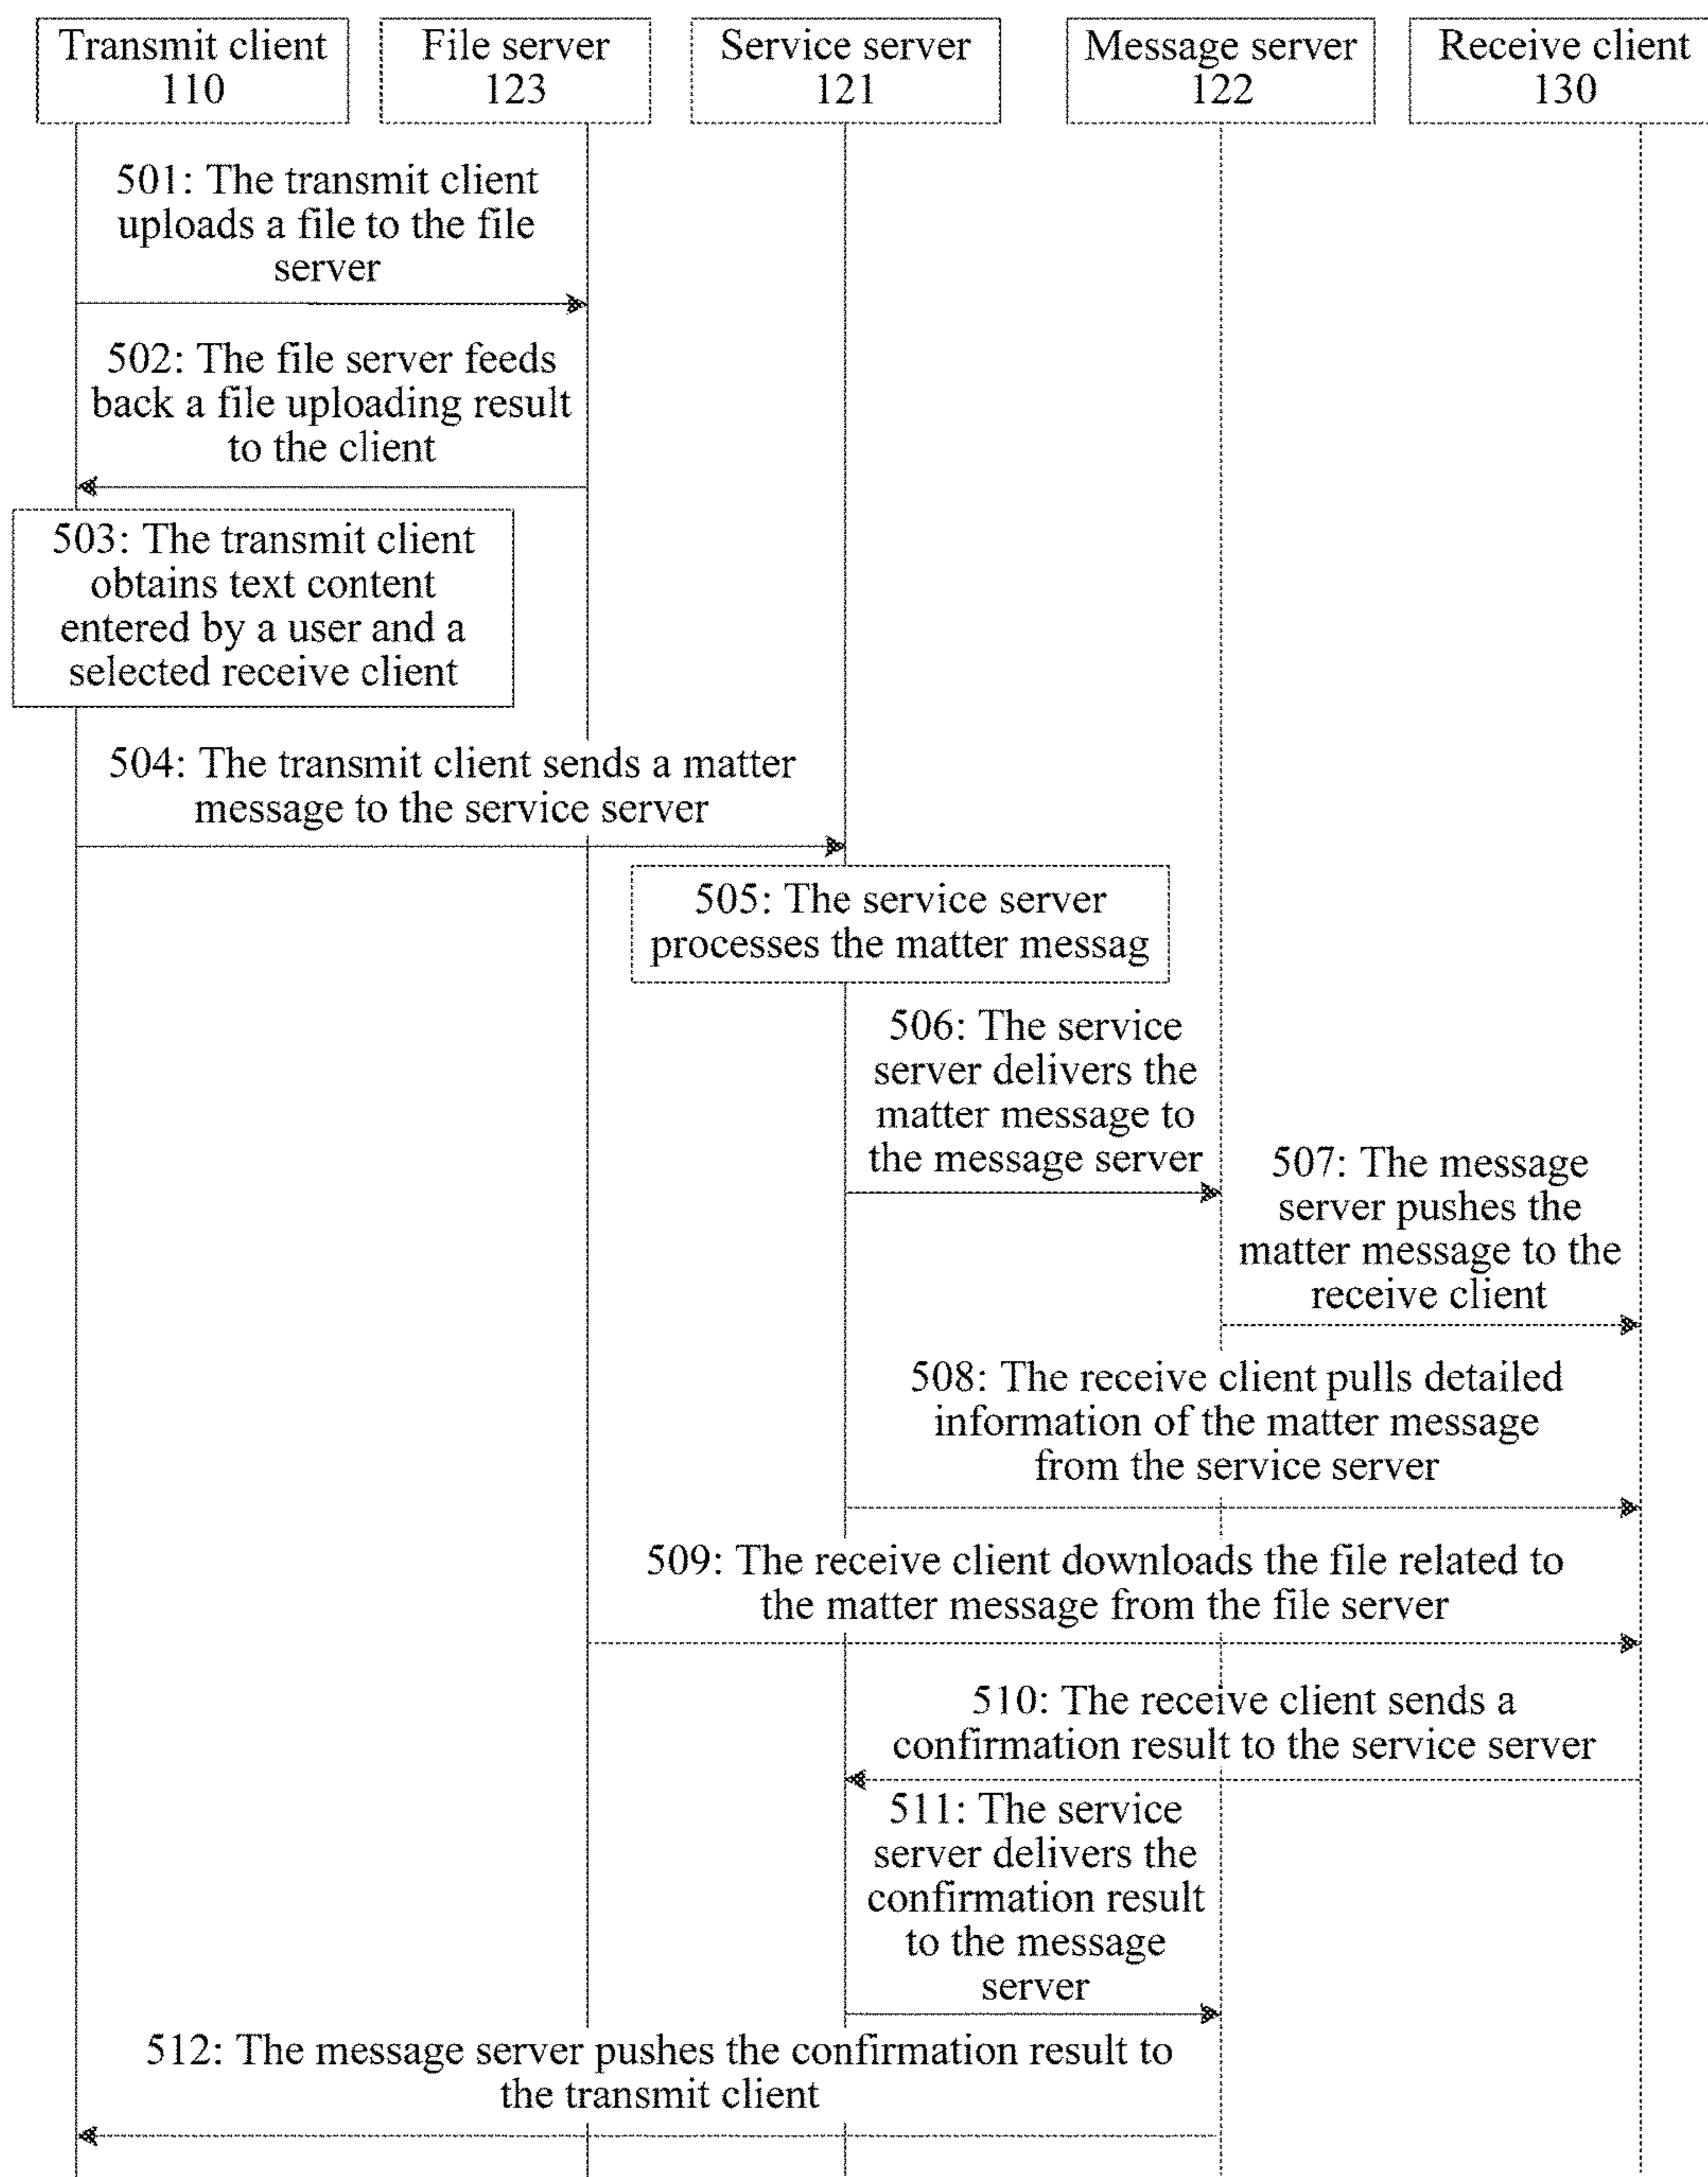 Transmit client
110
File server
123
Service server
121
Message server
122
Receive client
130
501: The transmit client
uploads a file to the file
server
502: The file server feeds
back a file uploading result
to the client
503: The transmit client
obtains text content
entered by a user and a
selected receive client
504: The transmit client sends a matter
message to the service server
505: The service server
processes the matter messag
506: The service
server delivers the
matter message to
the message server
507: The message
server pushes the
matter message to the
receive client
508: The receive client pulls detailed
information of the matter message
from the service server
509: The receive client downloads the file related to
the matter message from the file server
510: The receive client sends a
confirmation result to the service server
511: The service
server delivers the
confirmation result
to the message
server
512: The message server pushes the confirmation result to
the transmit client